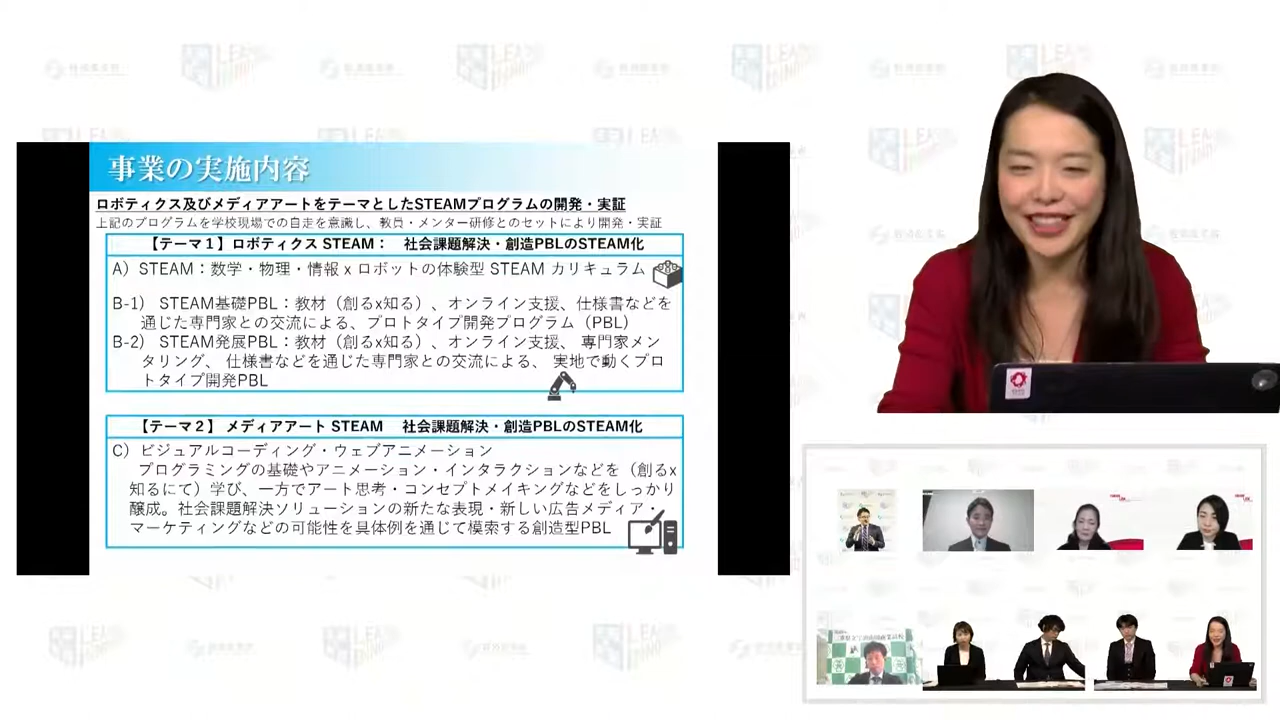 事業の実施内容
ロボティクス及びメディアアートをテーマとしたSTEAMプログラムの開発・実証
上記のプログラムを学校現場での自走を意識し、教員・メンター研修とのセットにより開発・実証
【テーマ１】ロボティクス STEAM： 社会課題解決・創造PBLのSTEAM化
A）STEAM：数学・物理・情報 x ロボットの体験型 STEAM カリキュラム
B-1） STEAM基礎PBL：教材（創るx知る）、オンライン支援、仕様書などを
通じた専門家との交流による、プロトタイプ開発プログラム（PBL）
B-2） STEAM発展PBL：教材（創るx知る）、オンライン支援、 専門家メン
タリング、 仕様書などを通じた専門家との交流による、 実地で動くプロ
トタイプ開発PBL
【テーマ２】 メディアアート STEAM 社会課題解決・創造PBLのSTEAM化
C）ビジュアルコーディング・ウェブアニメーション
プログラミングの基礎やアニメーション・インタラクションなどを（創るx
知るにて）学び、一方でアート思考・コンセプトメイキングなどをしっかり
醸成。社会課題解決ソリューションの新たな表現・新しい広告メディア・
マーケティングなどの可能性を具体例を通じて模索する創造型PBL